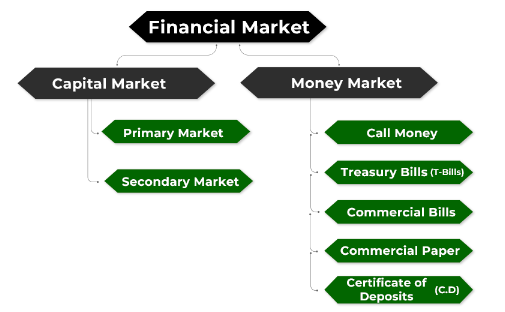 Financial Market
Capital Market
Money Market
Primary Market
Secondary Market
Call Money
Treasury Bills (T-Bills)
Commercial Bills
Commercial Paper
Certificate of
Deposits (C.D)